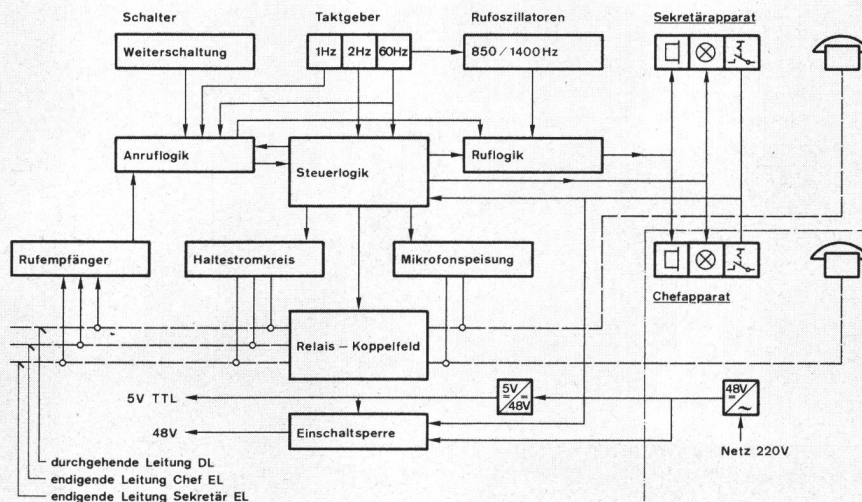 Schalter
Taktgeber
Rufoszillatoren
Sekretärapparat
Weiterschaltung
1Hz
2Hz
60Hz
850/1400Hz
Anruflogik
Steuerlogik
Ruflogik
Rufempfänger
Haltestromkreis
Mikrofonspeisung
Chefapparat
Relais – Koppelfeld
5V TTL
5V
=
=
48V
48V
=
~
48V
Einschaltsperre
Netz 220V
durchgehende Leitung DL
endigende Leitung Chef EL
endigende Leitung Sekretär EL